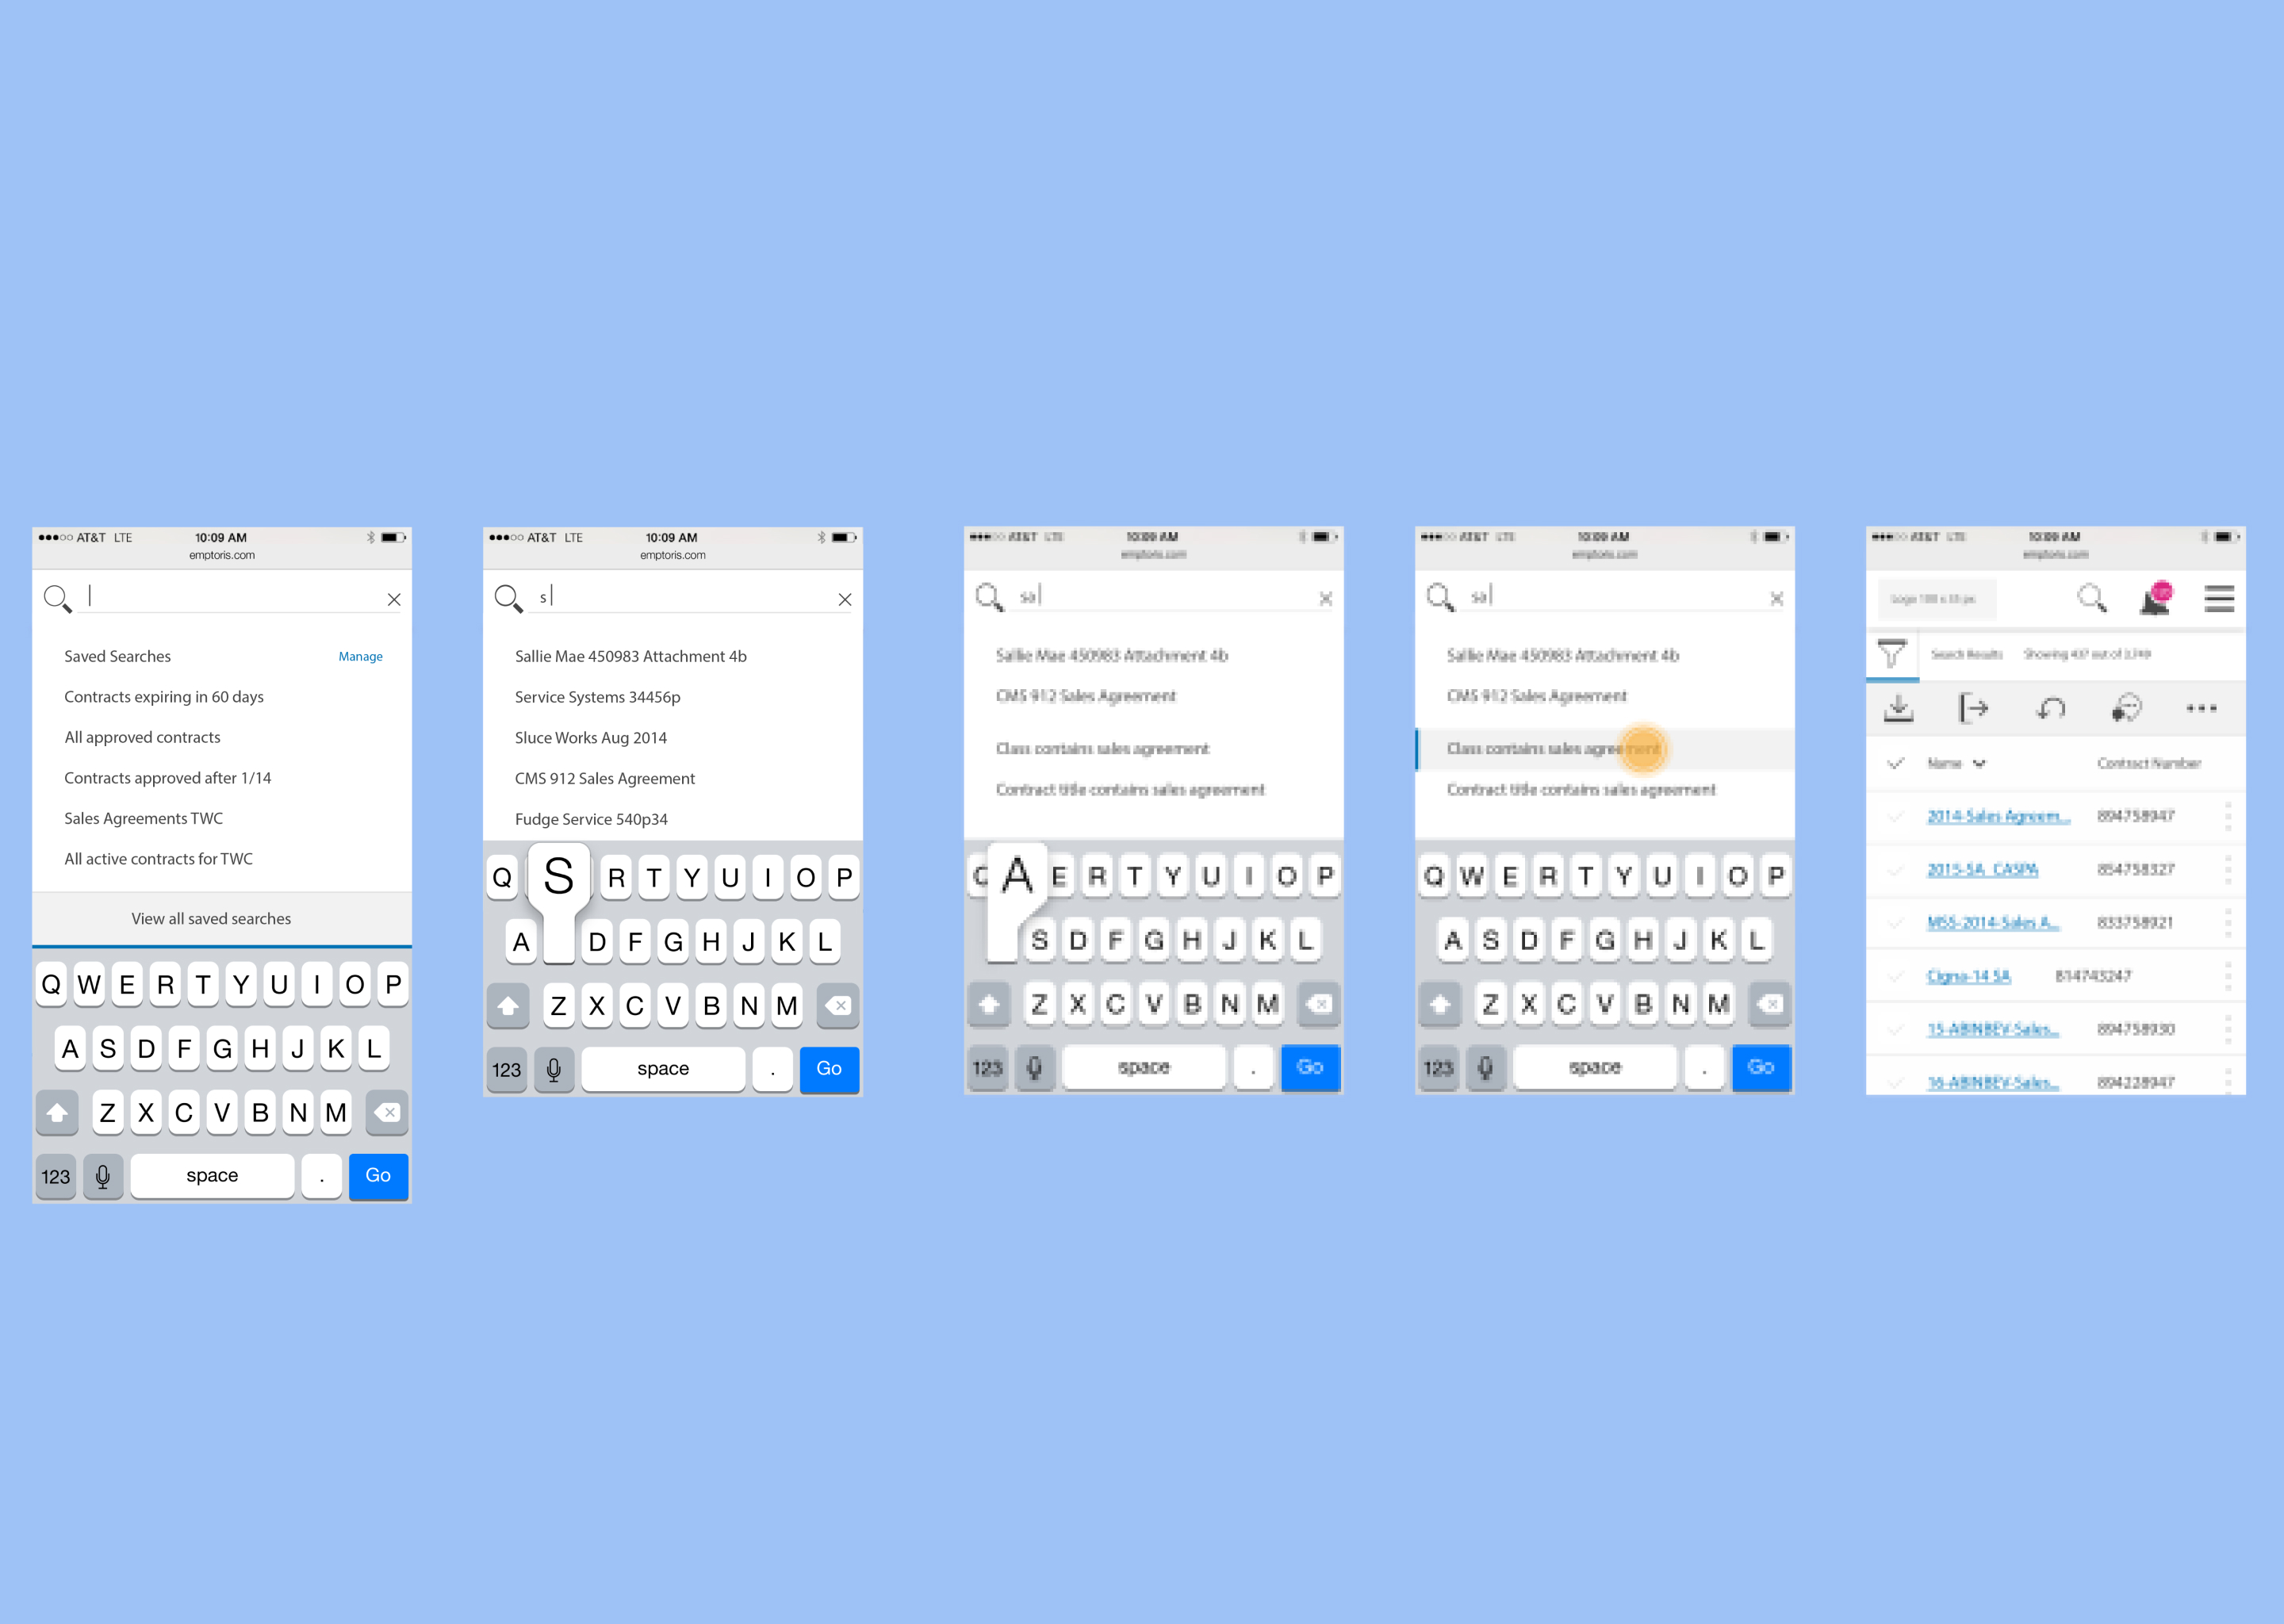 ●●●○○ AT&T LTE 10:09 AM
emptoris.com
Saved Searches Manage
Contracts expiring in 60 days
All approved contracts
Contracts approved after 1/14
Sales Agreements TWC
All active contracts for TWC
View all saved searches
Q W E R T Y U I O P
A S D F G H J K L
Z X C V B N M
123 space . Go
●●●○○ AT&T LTE 10:09 AM
emptoris.com
s
Sallie Mae 450983 Attachment 4b
Service Systems 34456p
Sluce Works Aug 2014
CMS 912 Sales Agreement
Fudge Service 540p34
Q S R T Y U I O P
A D F G H J K L
Z X C V B N M
123 space . Go
●●●○○ AT&T LTE 10:09 AM
emptoris.com
sa
Sallie Mae 450983 Attachment 4b
CMS 912 Sales Agreement
Class contains sales agreement
Contract title contains sales agreement
Q A E R T Y U I O P
S D F G H J K L
Z X C V B N M
123 space . Go
●●●○○ AT&T LTE 10:09 AM
emptoris.com
sa
Sallie Mae 450983 Attachment 4b
CMS 912 Sales Agreement
Class contains sales agreement
Contract title contains sales agreement
Q W E R T Y U I O P
A S D F G H J K L
Z X C V B N M
123 space . Go
●●●○○ AT&T LTE 10:09 AM
emptoris.com
Search Results Showing 437 out of
Name Contract Number
2014-Sales Agreem... 894758947
2015-SA_CASPA 854758327
MSS-2014-Sales A... 833758921
Cigna-14 SA 814743247
15-ABINBEV-Sales... 894758930
16-ABINBEV-Sales... 894228947